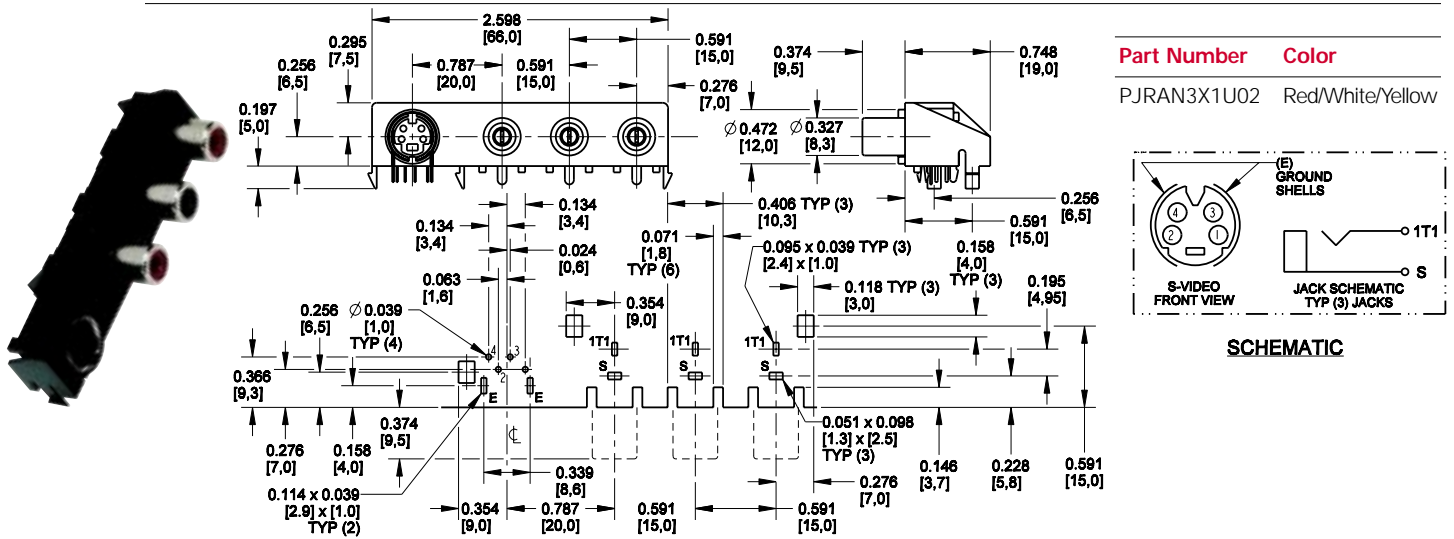 2.598
[66,0]
0.295
[7,5]
0.256
[6,5]
0.197
[5,0]
0.787
[20,0]
0.591
[15,0]
0.591
[15,0]
0.276
[7,0]
0.374
[9,5]
0.748
[19,0]
Ø 0.472
[12,0]
Ø 0.327
[8,3]
0.256
[6,5]
0.591
[15,0]
Part Number Color
PJRAN3X1U02 Red/White/Yellow
(E)
GROUND
SHELLS
4
3
2
1
S-VIDEO
FRONT VIEW
1T1
S
JACK SCHEMATIC
TYP (3) JACKS
SCHEMATIC
0.134
[3,4]
0.134
[3,4]
0.024
[0,6]
0.063
[1,6]
0.256
[6,5]
Ø 0.039
[1,0]
TYP (4)
0.354
[9,0]
0.406 TYP (3)
[10,3]
0.071
[1,8]
TYP (6)
0.095 x 0.039 TYP (3)
[2.4] x [1.0]
0.118 TYP (3)
[3,0]
0.158
[4,0]
TYP (3)
0.195
[4,95]
4
3
2
E
E
1T1
S
S
1T1
S
0.366
[9,3]
0.276
[7,0]
0.158
[4,0]
0.374
[9,5]
℄
0.114 x 0.039
[2.9] x [1.0]
TYP (2)
0.339
[8,6]
0.354
[9,0]
0.787
[20,0]
0.591
[15,0]
0.591
[15,0]
0.051 x 0.098
[1.3] x [2.5]
TYP (3)
0.276
[7,0]
0.146
[3,7]
0.228
[5,8]
0.591
[15,0]